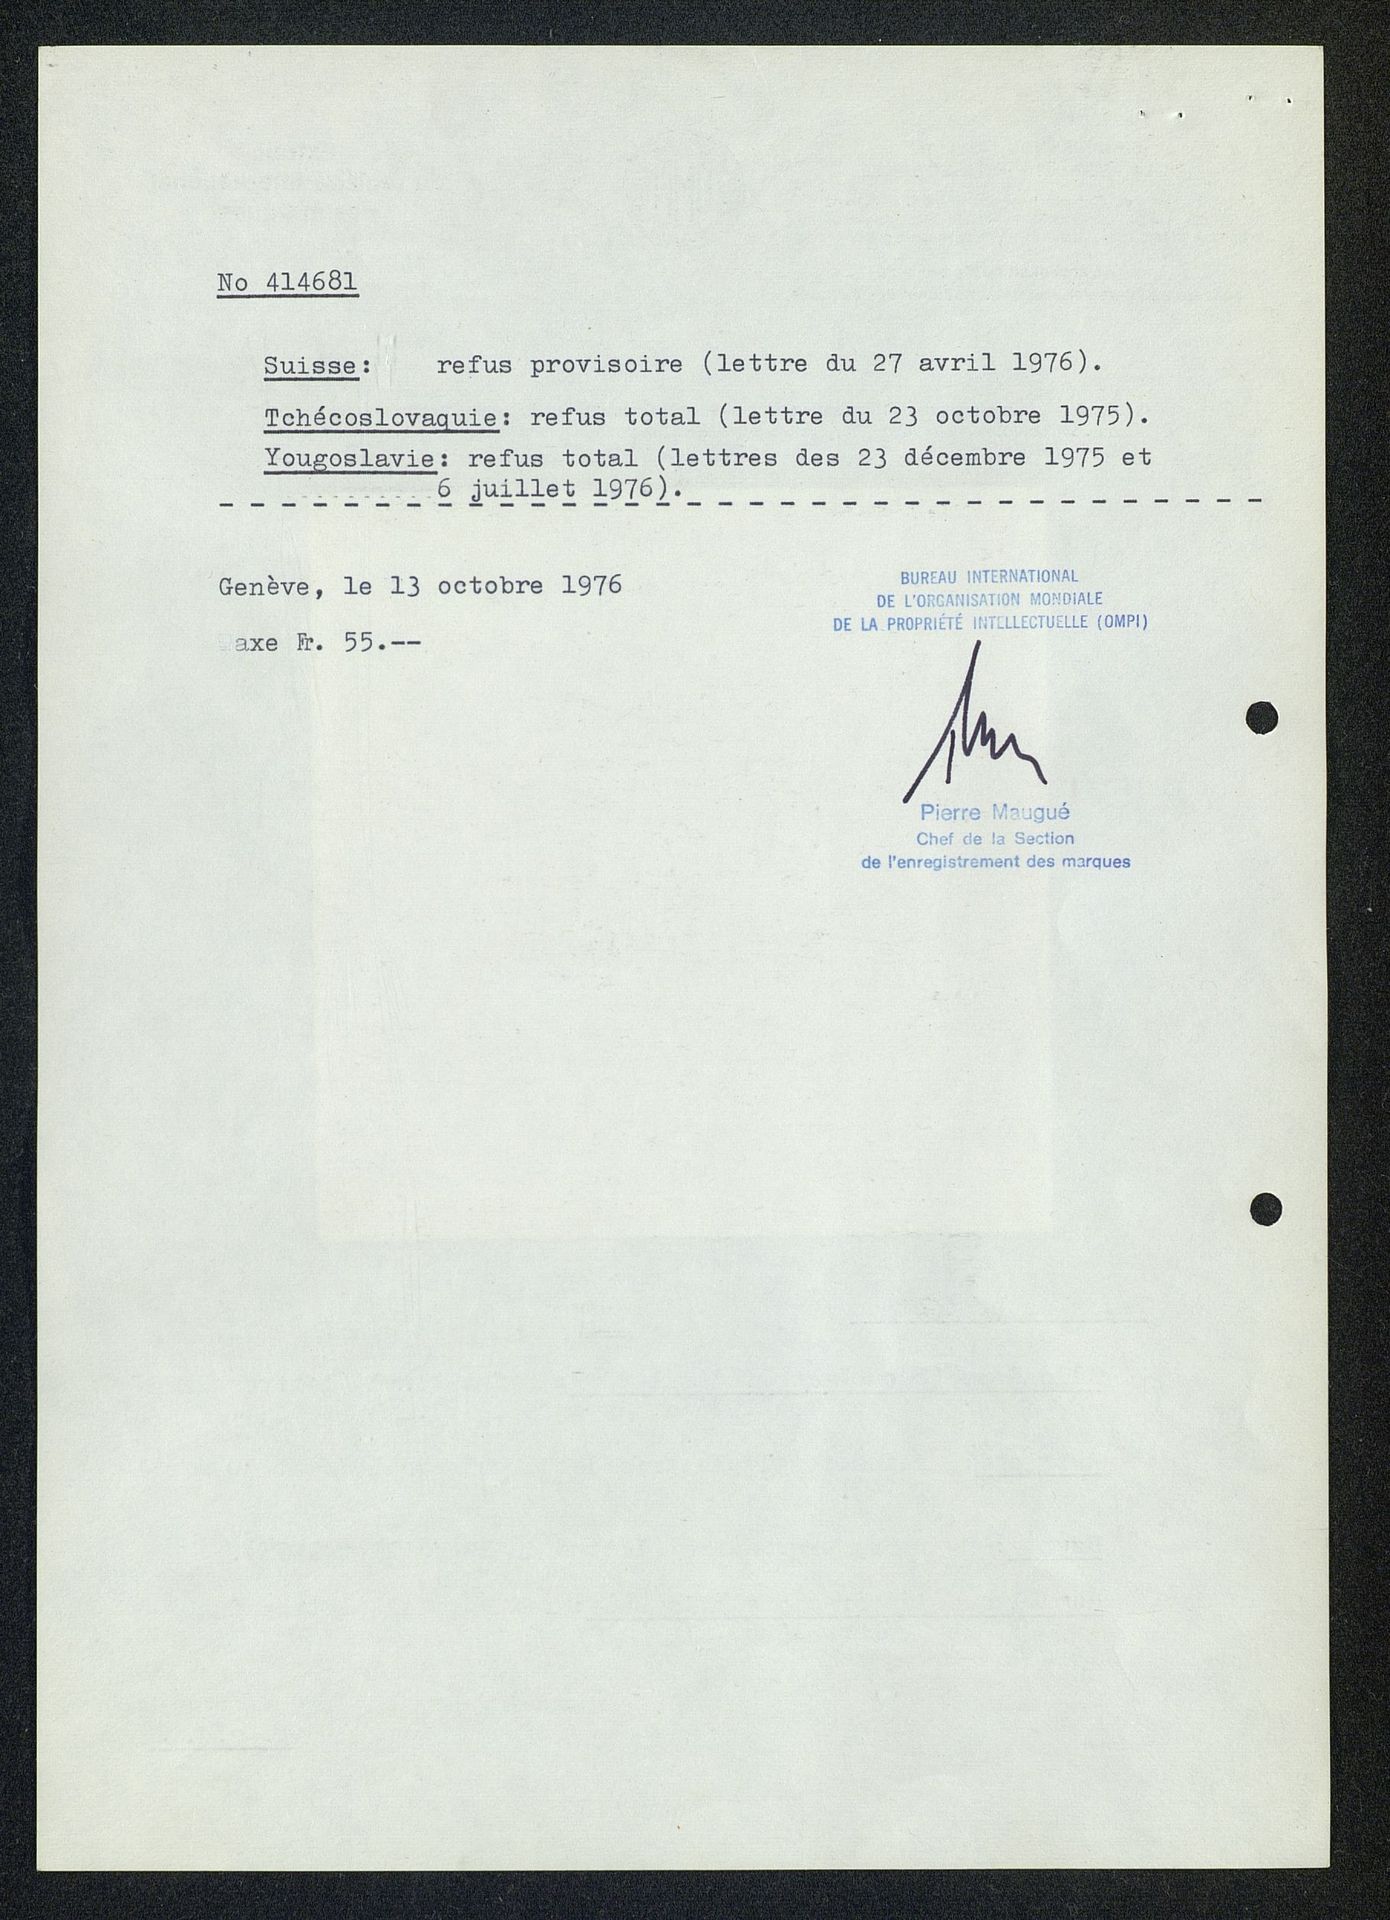 No 414681
Suisse: refus provisoire (lettre du 27 avril 1976).
Tchécoslovaquie: refus total (lettre du 23 octobre 1975).
Yougoslavie: refus total (lettres des 23 décembre 1975 et
6 juillet 1976).
Genève, le 13 octobre 1976
axe Fr. 55.--
BUREAU INTERNATIONAL
DE L'ORGANISATION MONDIALE
DE LA PROPRIÉTÉ INTELLECTUELLE (OMPI)
Pierre Maugué
Chef de la Section
de l'enregistrement des marques